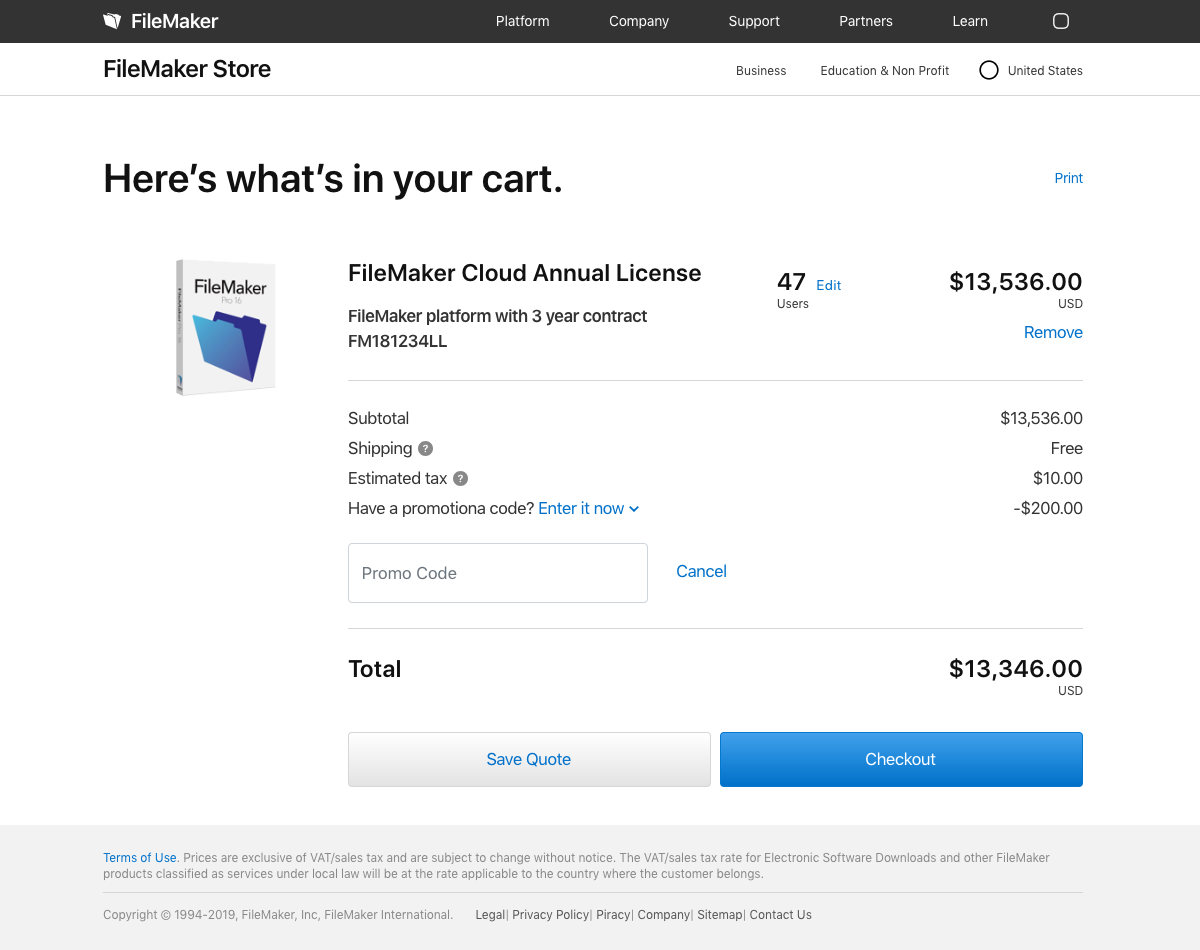 FileMaker Platform Company Support Partners Learn
FileMaker Store Business Education & Non Profit United States
Here's what's in your cart. Print
FileMaker
Pro 16
FileMaker Cloud Annual License 47 Edit $13,536.00
Users USD
FileMaker platform with 3 year contract Remove
FM181234LL
Subtotal $13,536.00
Shipping ? Free
Estimated tax ? $10.00
Have a promotiona code? Enter it now -$200.00
Promo Code Cancel
Total $13,346.00
USD
Save Quote Checkout
Terms of Use. Prices are exclusive of VAT/sales tax and are subject to change without notice. The VAT/sales tax rate for Electronic Software Downloads and other FileMaker
products classified as services under local law will be at the rate applicable to the country where the customer belongs.
Copyright © 1994-2019, FileMaker, Inc, FileMaker International. Legal| Privacy Policy| Piracy| Company| Sitemap| Contact Us